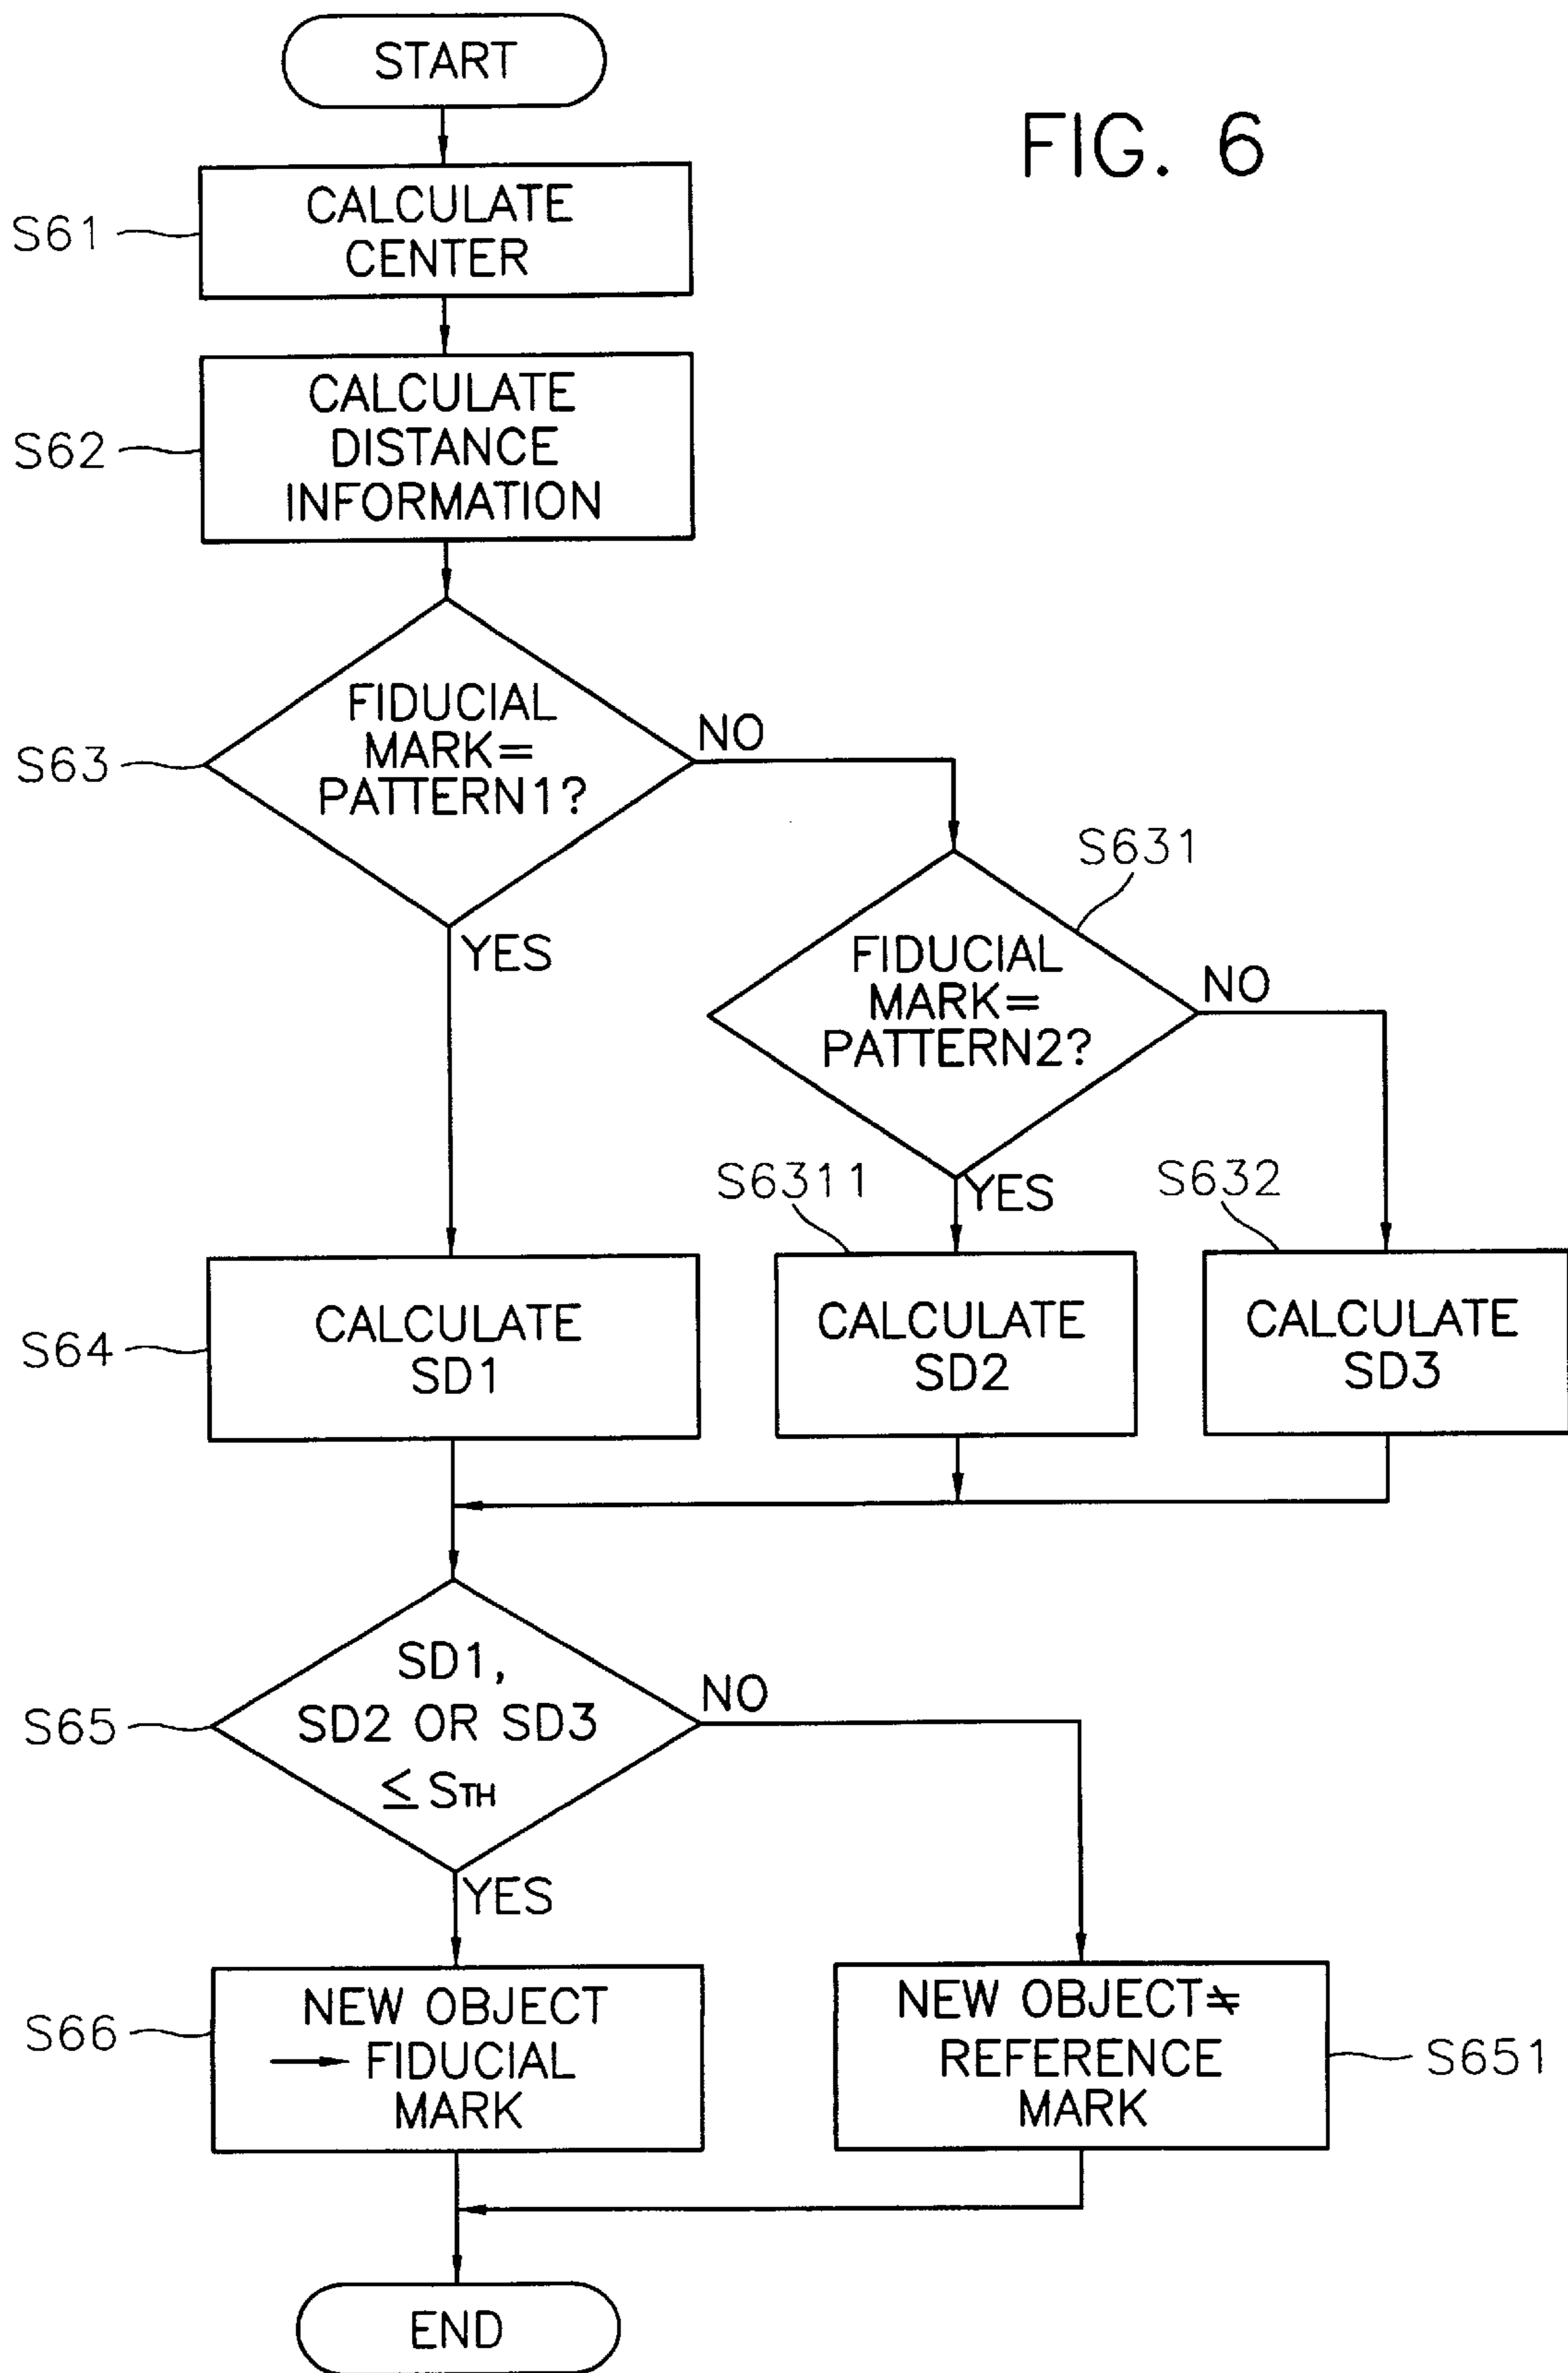 START
FIG. 6
S61
CALCULATE
CENTER
S62
CALCULATE
DISTANCE
INFORMATION
S63
FIDUCIAL
MARK=
PATTERN1?
NO
YES
S631
FIDUCIAL
MARK=
PATTERN2?
NO
YES
S6311
S632
S64
CALCULATE
SD1
CALCULATE
SD2
CALCULATE
SD3
S65
SD1,
SD2 OR SD3
≤ STH
NO
YES
S66
NEW OBJECT
→ FIDUCIAL
MARK
NEW OBJECT≠
REFERENCE
MARK
S651
END